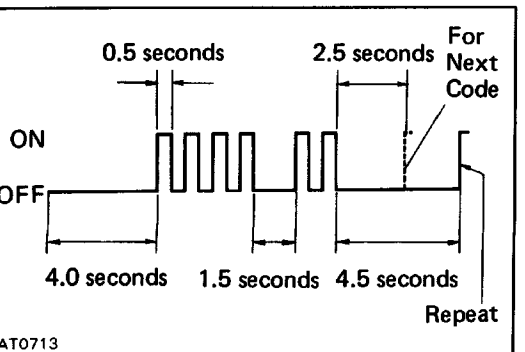 0.5 seconds
2.5 seconds
For
Next
Code
ON
OFF
4.0 seconds
1.5 seconds
4.5 seconds
Repeat
AT0713